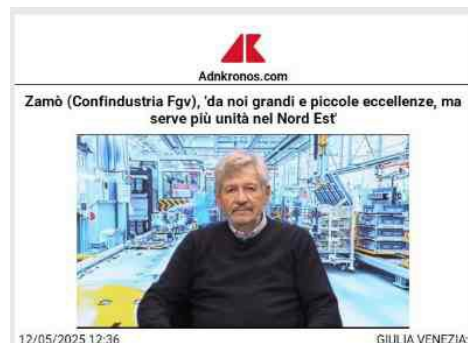 Adnkronos.com
Zamò (Confindustria Fgv), 'da noi grandi e piccole eccellenze, ma
serve più unità nel Nord Est'
12/05/2025 12:36
GIULIA VENEZIA: